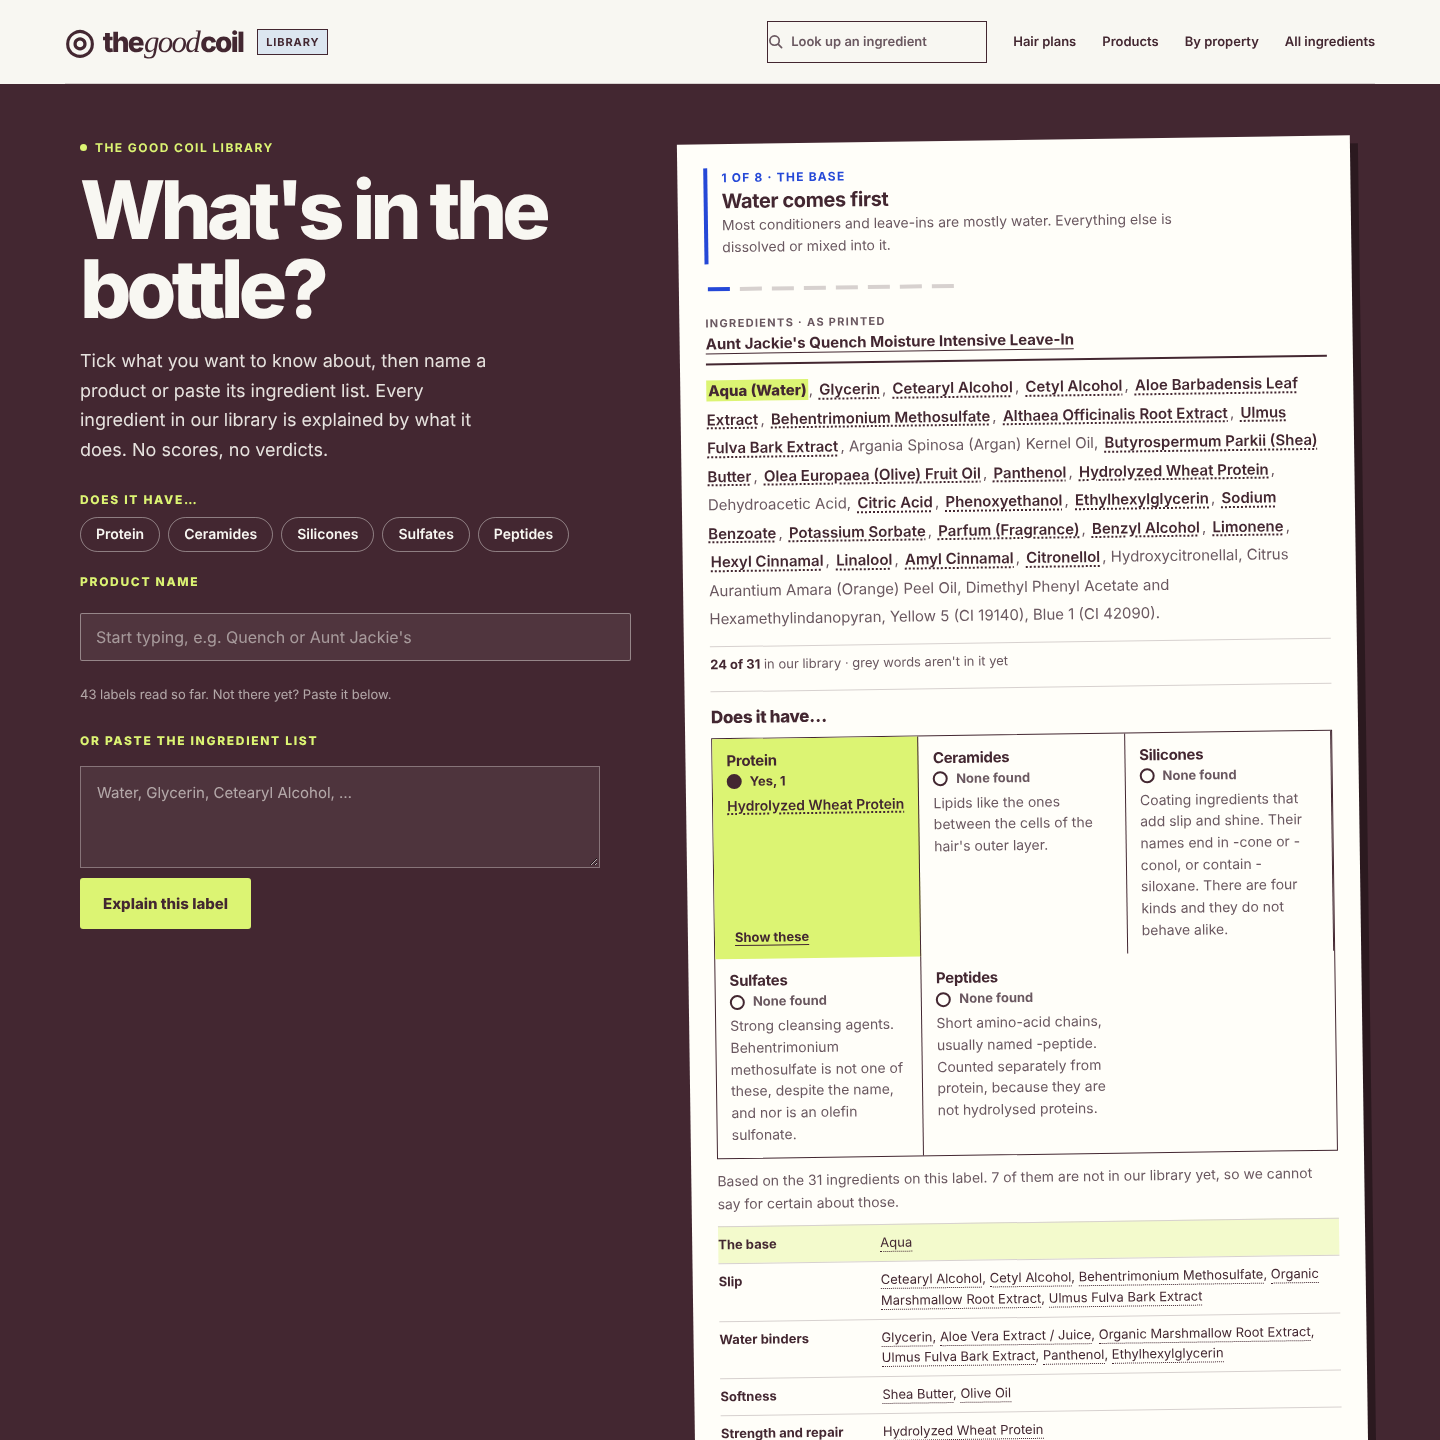 thegoodcoil LIBRARY
Look up an ingredient
Hair plans Products By property All ingredients
THE GOOD COIL LIBRARY
What's in the
bottle?
Tick what you want to know about, then name a
product or paste its ingredient list. Every
ingredient in our library is explained by what it
does. No scores, no verdicts.
DOES IT HAVE...
Protein Ceramides Silicones Sulfates Peptides
PRODUCT NAME
Start typing, e.g. Quench or Aunt Jackie's
43 labels read so far. Not there yet? Paste it below.
OR PASTE THE INGREDIENT LIST
Water, Glycerin, Cetearyl Alcohol, ...
Explain this label
1 OF 8 · THE BASE
Water comes first
Most conditioners and leave-ins are mostly water. Everything else is
dissolved or mixed into it.
INGREDIENTS · AS PRINTED
Aunt Jackie's Quench Moisture Intensive Leave-In
Aqua (Water), Glycerin, Cetearyl Alcohol, Cetyl Alcohol, Aloe Barbadensis Leaf
Extract, Behentrimonium Methosulfate, Althaea Officinalis Root Extract, Ulmus
Fulva Bark Extract, Argania Spinosa (Argan) Kernel Oil, Butyrospermum Parkii (Shea)
Butter, Olea Europaea (Olive) Fruit Oil, Panthenol, Hydrolyzed Wheat Protein,
Dehydroacetic Acid, Citric Acid, Phenoxyethanol, Ethylhexylglycerin, Sodium
Benzoate, Potassium Sorbate, Parfum (Fragrance), Benzyl Alcohol, Limonene,
Hexyl Cinnamal, Linalool, Amyl Cinnamal, Citronellol, Hydroxycitronellal, Citrus
Aurantium Amara (Orange) Peel Oil, Dimethyl Phenyl Acetate and
Hexamethylindanopyran, Yellow 5 (CI 19140), Blue 1 (CI 42090).
24 of 31 in our library · grey words aren't in it yet
Does it have...
Protein
Yes, 1
Hydrolyzed Wheat Protein
Show these
Ceramides
None found
Lipids like the ones
between the cells of the
hair's outer layer.
Silicones
None found
Coating ingredients that
add slip and shine. Their
names end in -cone or -
conol, or contain -
siloxane. There are four
kinds and they do not
behave alike.
Sulfates
None found
Strong cleansing agents.
Behentrimonium
methosulfate is not one of
these, despite the name,
and nor is an olefin
sulfonate.
Peptides
None found
Short amino-acid chains,
usually named -peptide.
Counted separately from
protein, because they are
not hydrolysed proteins.
Based on the 31 ingredients on this label. 7 of them are not in our library yet, so we cannot
say for certain about those.
The base Aqua
Slip Cetearyl Alcohol, Cetyl Alcohol, Behentrimonium Methosulfate, Organic
Marshmallow Root Extract, Ulmus Fulva Bark Extract
Water binders Glycerin, Aloe Vera Extract / Juice, Organic Marshmallow Root Extract,
Ulmus Fulva Bark Extract, Panthenol, Ethylhexylglycerin
Softness Shea Butter, Olive Oil
Strength and repair Hydrolyzed Wheat Protein